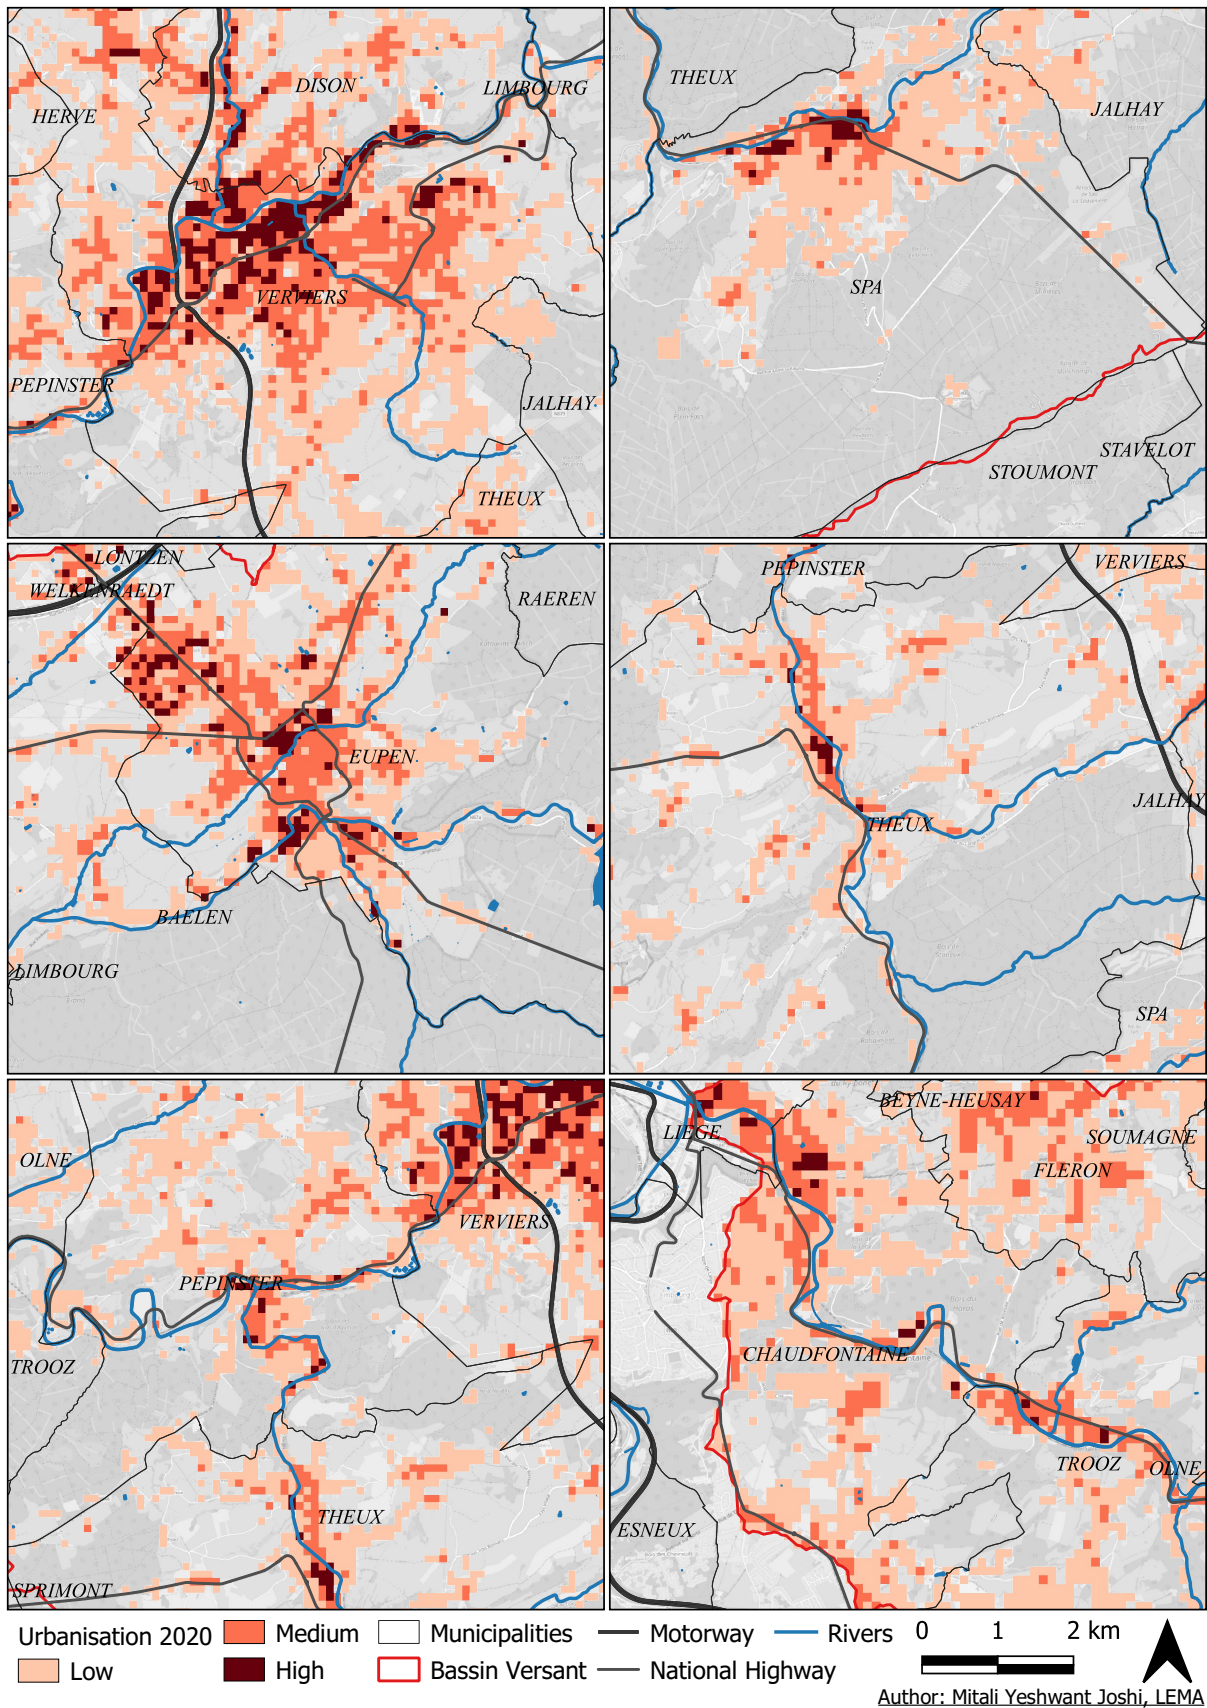 HERVE
DISON
LIMBOURG
VERVIERS
PEPINSTER
JALHAY
THEUX
THEUX
JALHAY
SPA
STAVELOT
STOUMONT
LONTZEN
WELKENRAEDT
RAEREN
EUPEN
BAELEN
LIMBOURG
PEPINSTER
VERVIERS
JALHAY
THEUX
SPA
OLNE
VERVIERS
PEPINSTER
TROOZ
THEUX
SPRIMONT
BEYNE-HEUSAY
LIEGE
SOUMAGNE
FLERON
CHAUDFONTAINE
TROOZ
OLNE
ESNEUX
Urbanisation 2020 Medium Municipalities Motorway Rivers 0 1 2 km
Low High Bassin Versant National Highway
Author: Mitali Yeshwant Joshi, LEMA